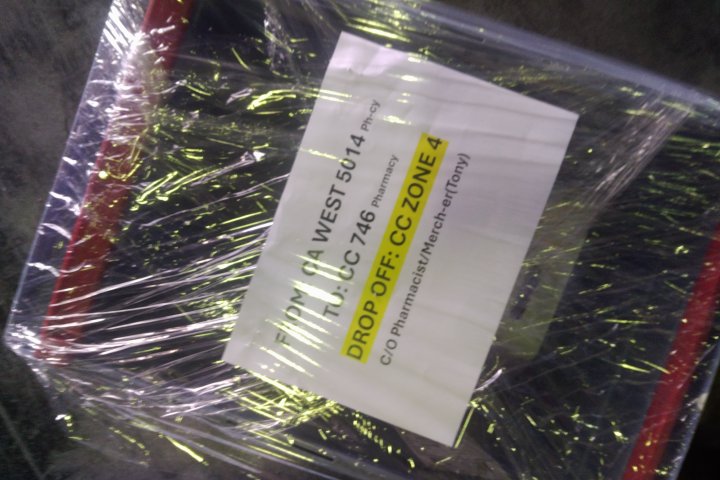 FROM: CA WEST 5014 Ph-cy
TO: CC 746 Pharmacy
DROP OFF: CC ZONE 4
C/O Pharmacist/Merch-er(Tony)